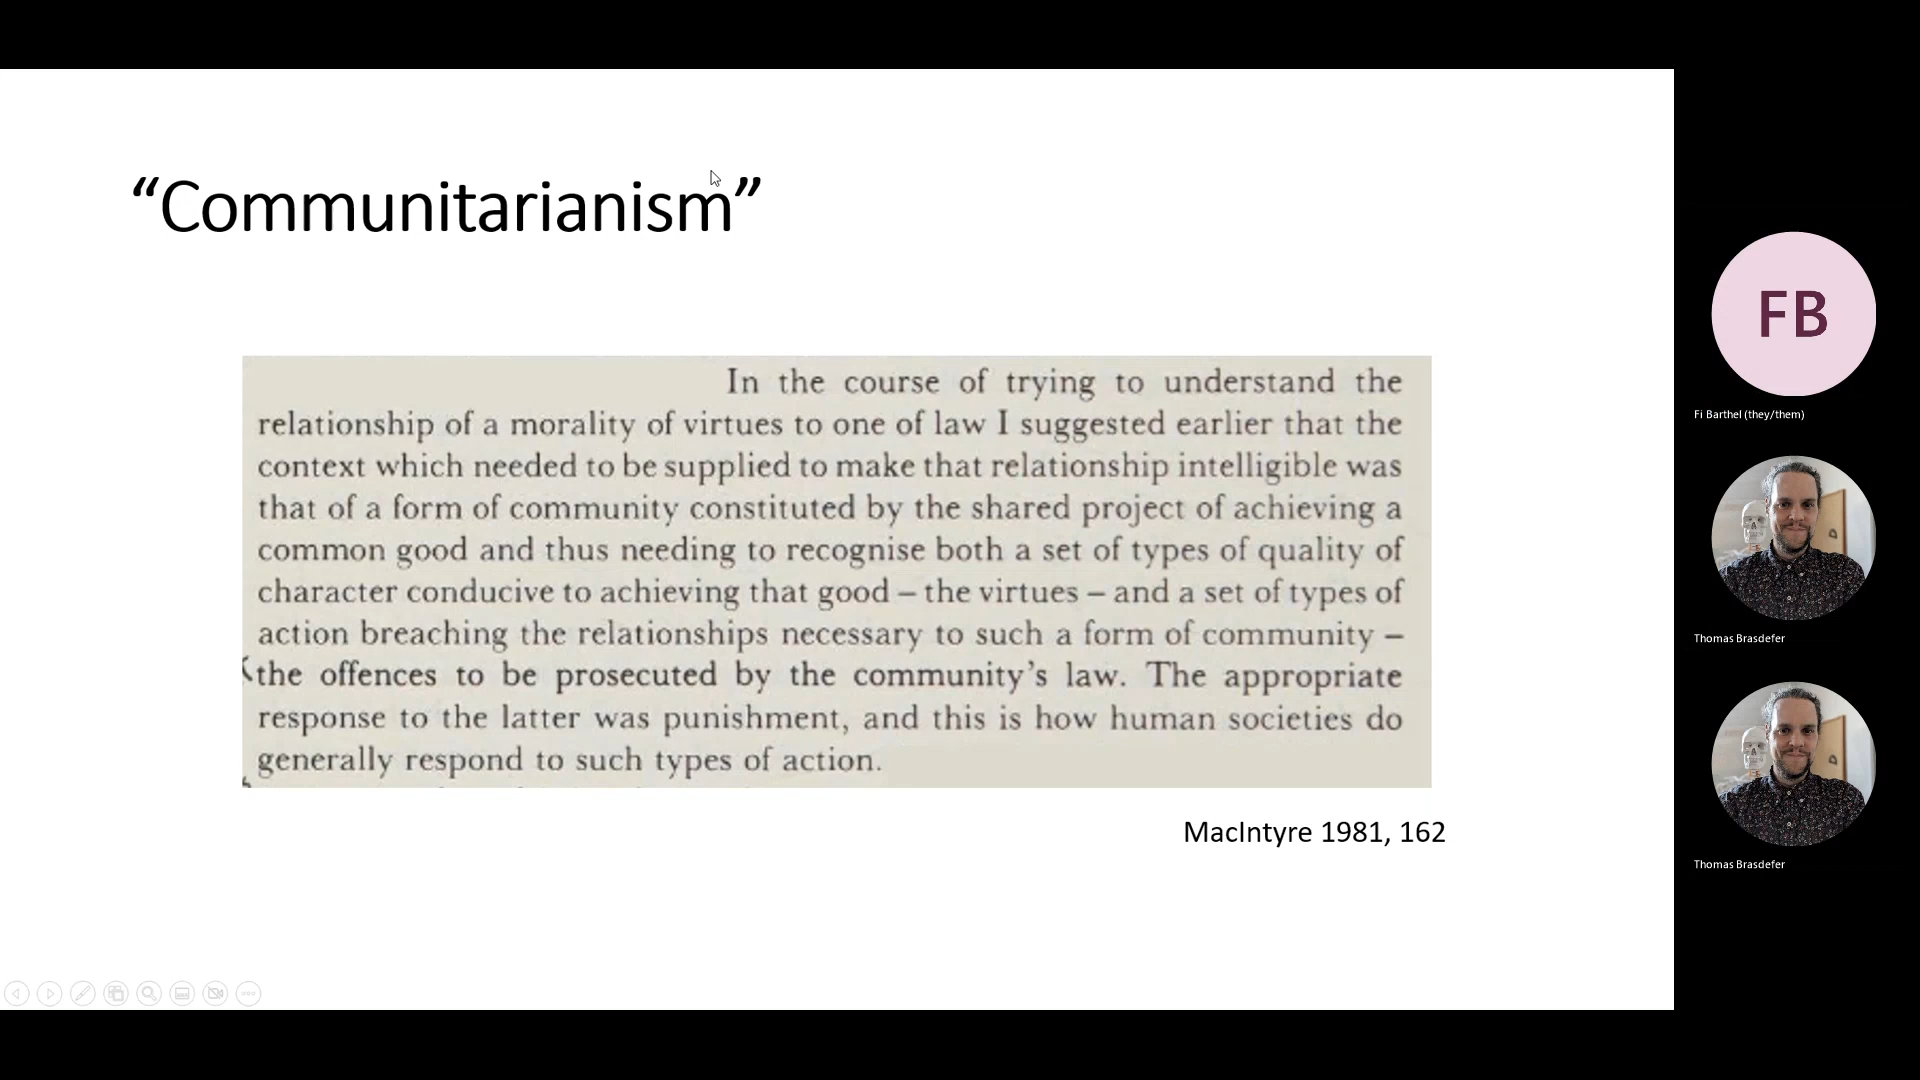 “Communitarianism”
In the course of trying to understand the
relationship of a morality of virtues to one of law I suggested earlier that the
context which needed to be supplied to make that relationship intelligible was
that of a form of community constituted by the shared project of achieving a
common good and thus needing to recognise both a set of types of quality of
character conducive to achieving that good – the virtues – and a set of types of
action breaching the relationships necessary to such a form of community –
the offences to be prosecuted by the community’s law. The appropriate
response to the latter was punishment, and this is how human societies do
generally respond to such types of action.
MacIntyre 1981, 162
FB
Fi Barthel (they/them)
Thomas Brasdefer
Thomas Brasdefer